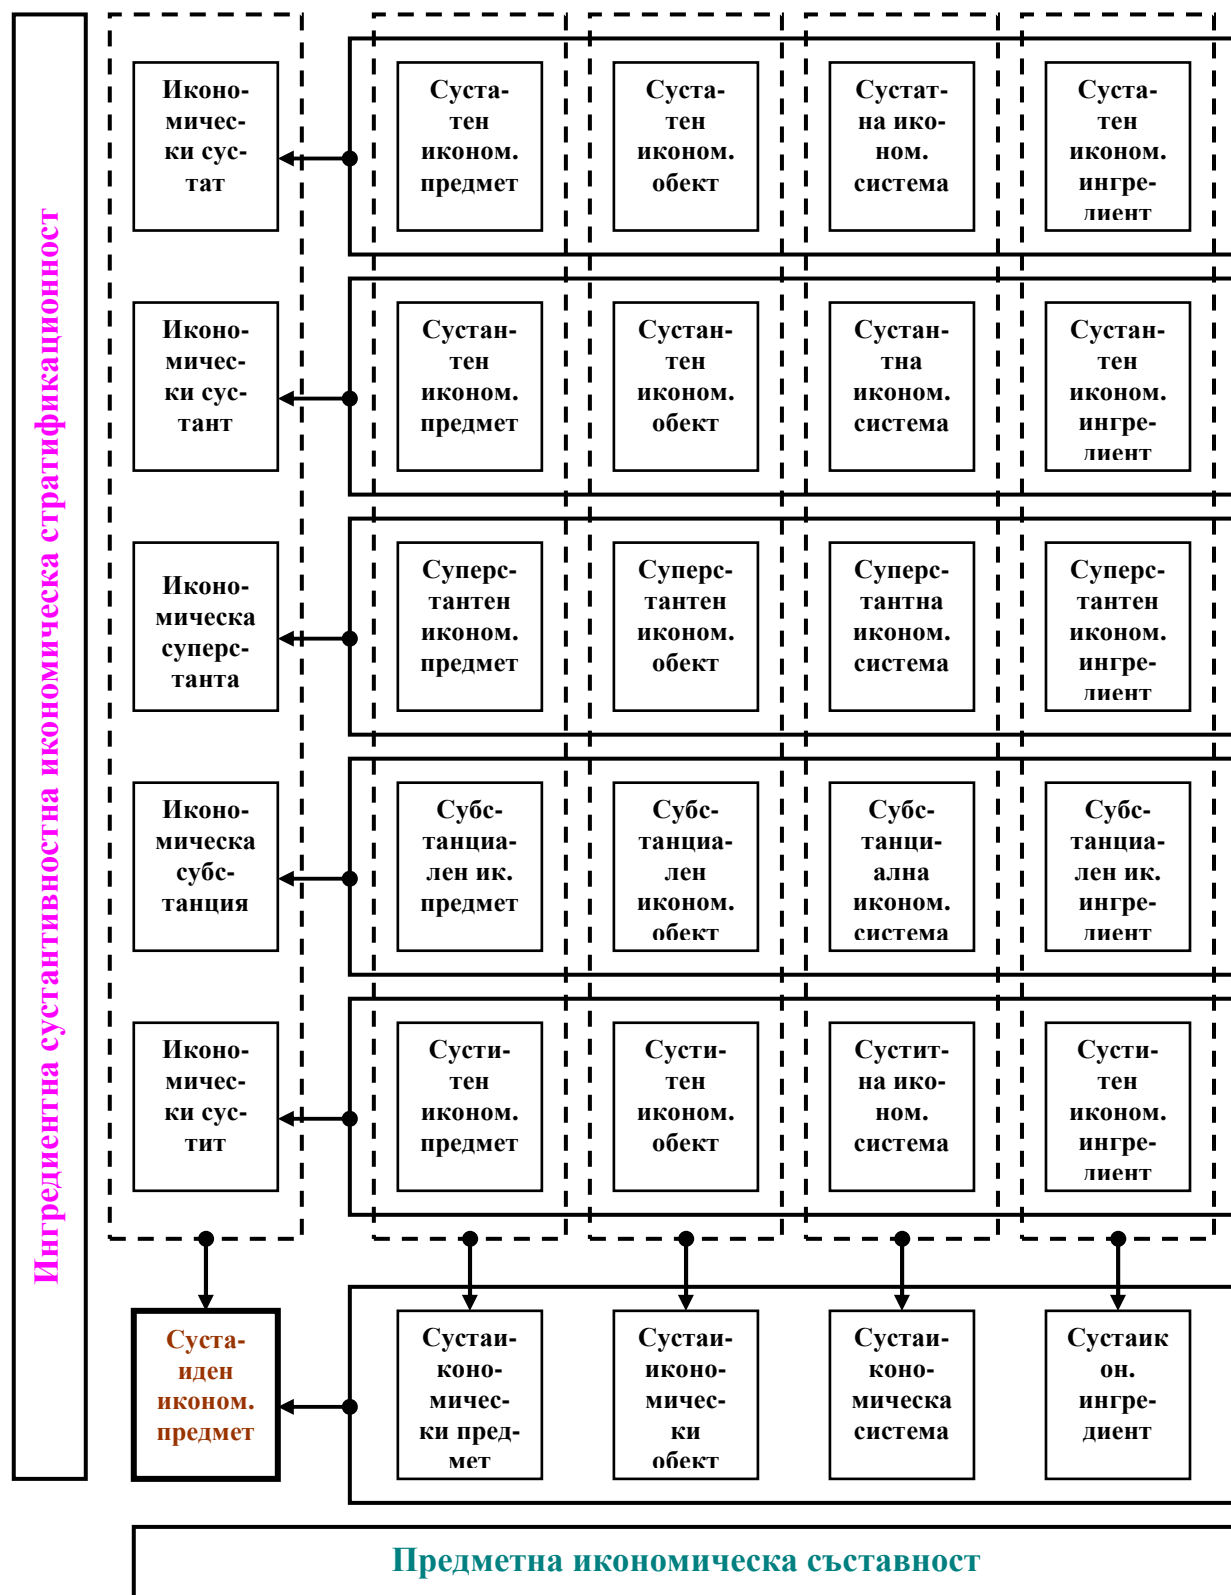 Ингредиентна сустантивностна икономическа стратификационност
Иконо-
мичес-
ки сус-
тат
Суста-
тен
иконом.
предмет
Суста-
тен
иконом.
обект
Сустат-
на ико-
ном.
система
Суста-
тен
иконом.
ингре-
диент
Иконо-
мичес-
ки сус-
тант
Сустан-
тен
иконом.
предмет
Сустан-
тен
иконом.
обект
Сустан-
тна
иконом.
система
Сустан-
тен
иконом.
ингре-
диент
Иконо-
мическа
суперс-
танта
Суперс-
тантен
иконом.
предмет
Суперс-
тантен
иконом.
обект
Суперс-
тантна
иконом.
система
Суперс-
тантен
иконом.
ингре-
диент
Иконо-
мическа
субс-
танция
Субс-
танциа-
лен ик.
предмет
Субс-
танциа-
лен
иконом.
обект
Субс-
танци-
ална
иконом.
система
Субс-
танциа-
лен ик.
ингре-
диент
Иконо-
мичес-
ки сус-
тит
Сусти-
тен
иконом.
предмет
Сусти-
тен
иконом.
обект
Сустит-
на ико-
ном.
система
Сусти-
тен
иконом.
ингре-
диент
Суста-
иден
иконом.
предмет
Сустаи-
коно-
мичес-
ки пред-
мет
Сустаи-
иконо-
мичес-
ки
обект
Сустаи-
коно-
мическа
система
Сустаик
он.
ингре-
диент
Предметна икономическа съставност